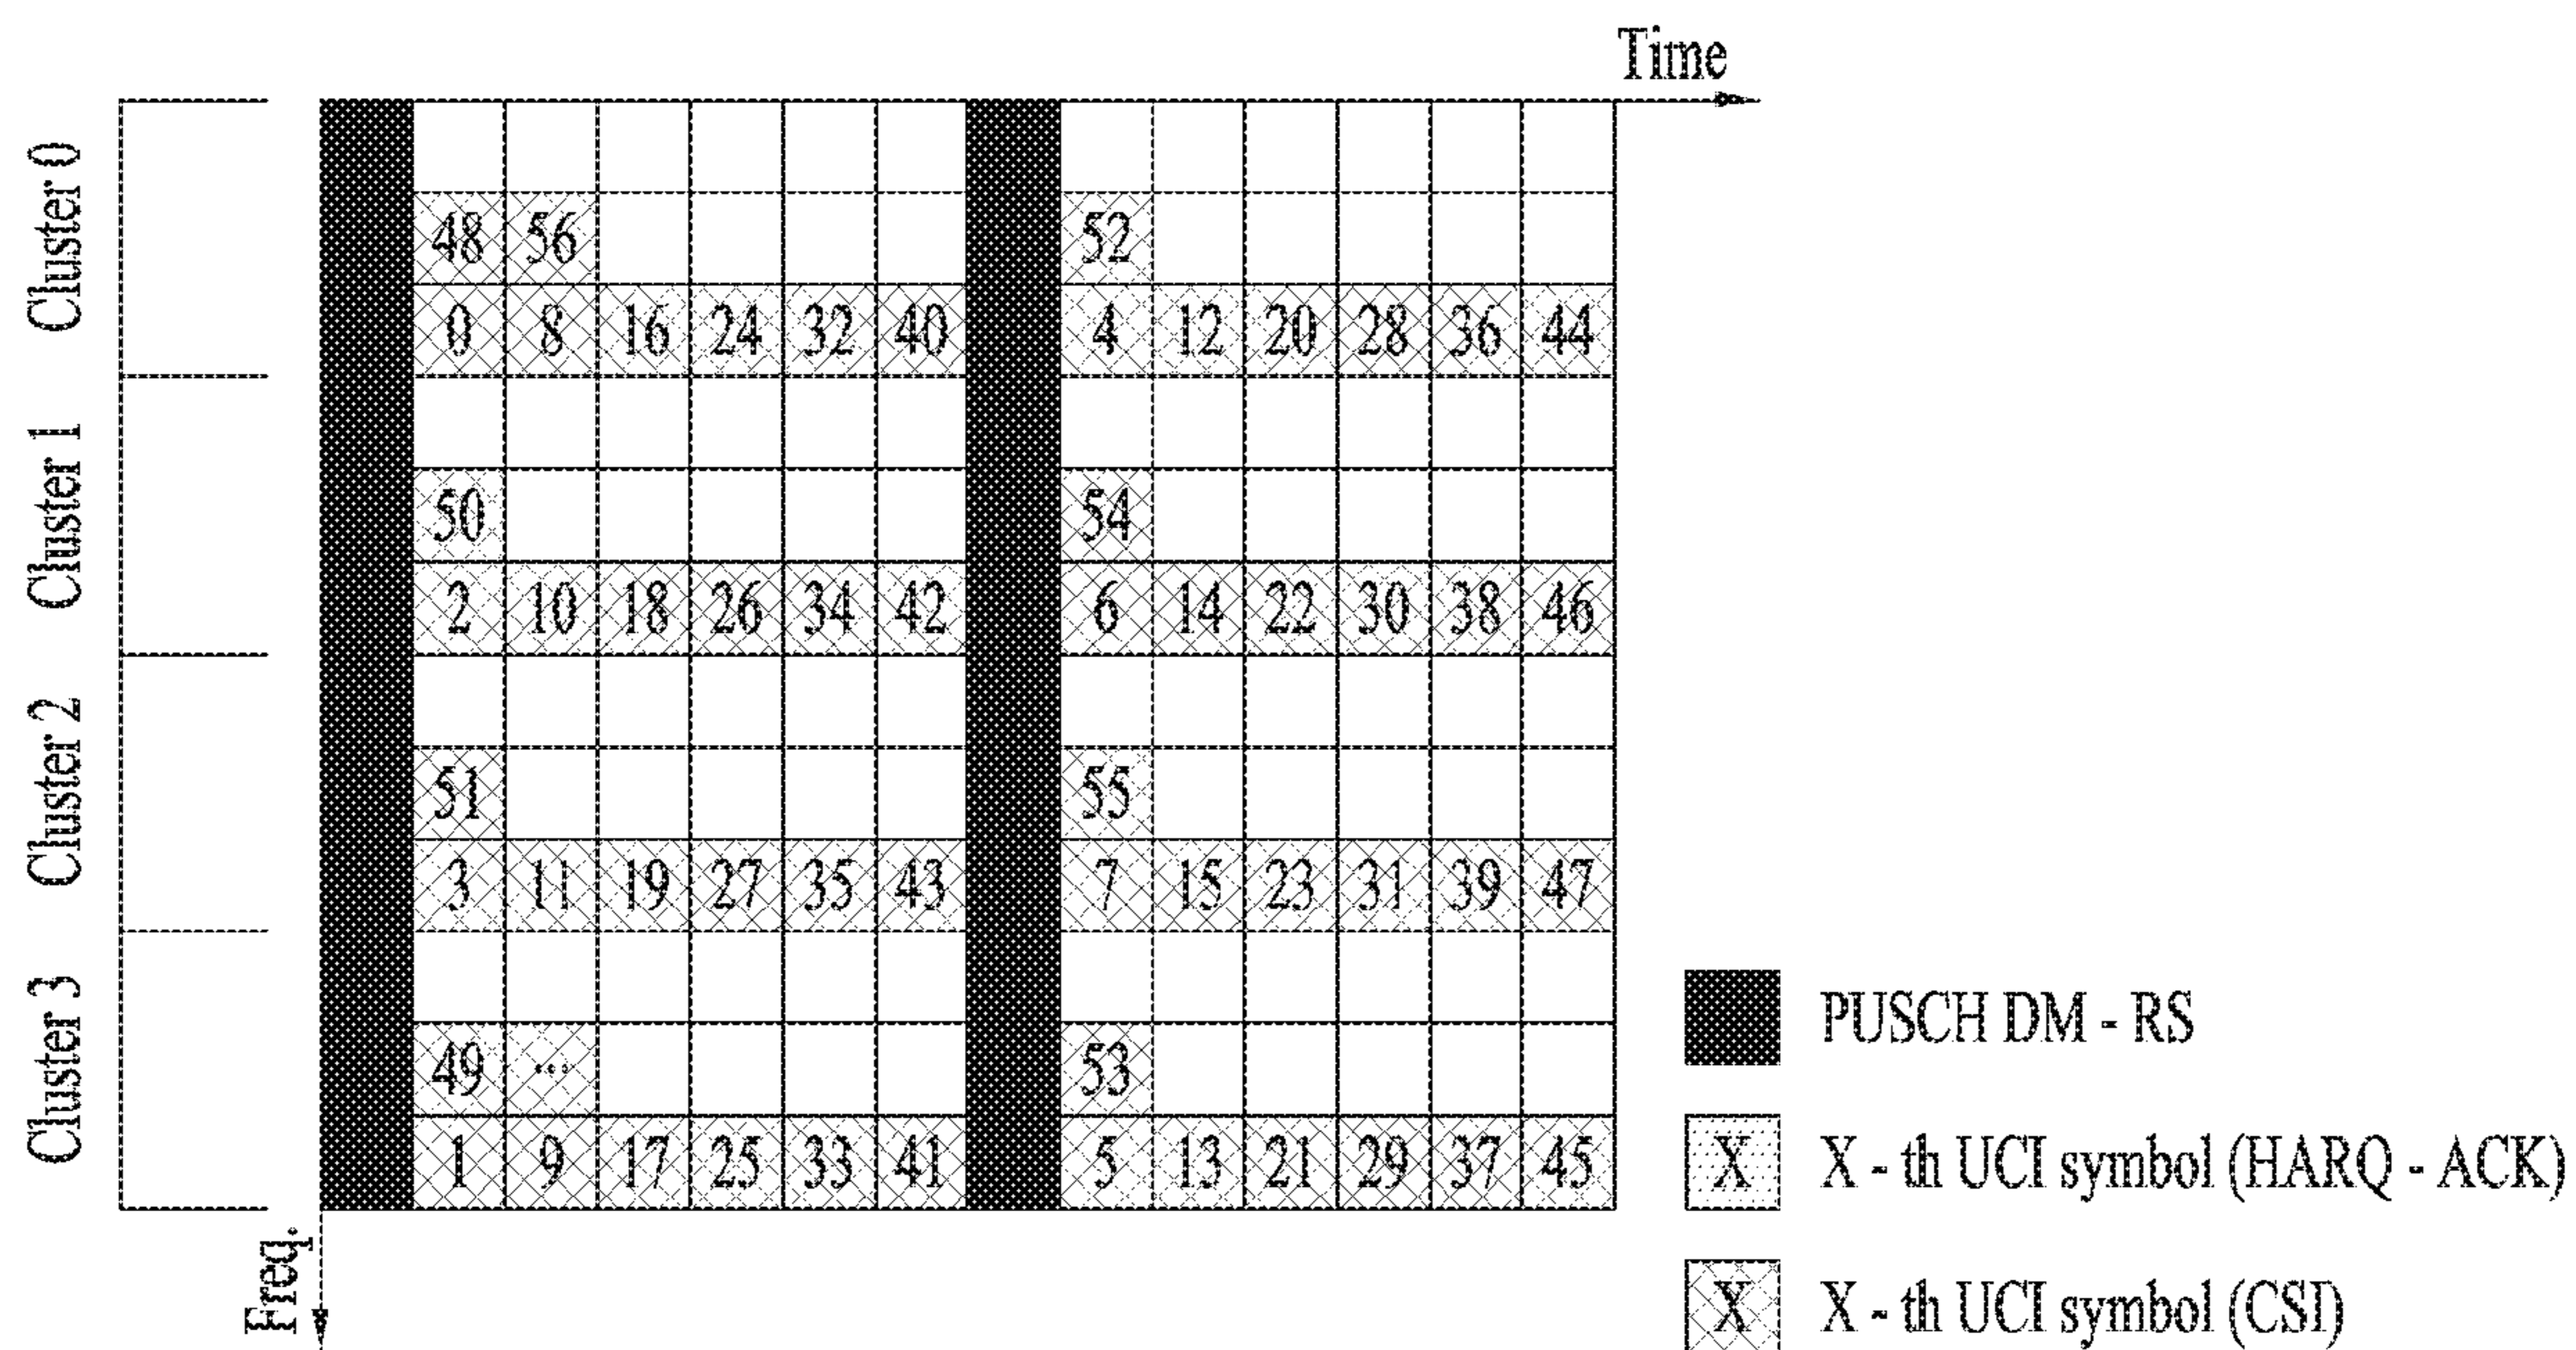 Time
Cluster 0
48 56 52
0 8 16 24 32 40 4 12 20 28 36 44
Cluster 1
50 54
2 10 18 26 34 42 6 14 22 30 38 46
Cluster 2
51 55
3 11 19 27 35 43 7 15 23 31 39 47
Cluster 3
49 ... 53
1 9 17 25 33 41 5 13 21 29 37 45
Freq.
PUSCH DM - RS
X X - th UCI symbol (HARQ - ACK)
X X - th UCI symbol (CSI)